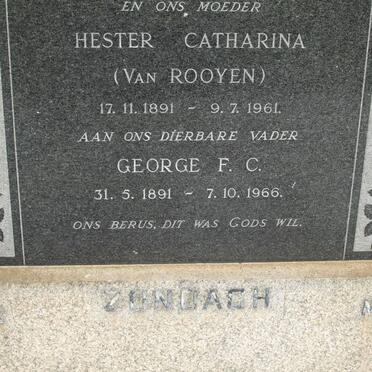 EN ONS MOEDER
HESTER CATHARINA
(VAN ROOYEN)
17. 11. 1891 – 9. 7. 1961.
AAN ONS DIERBARE VADER
GEORGE F. C.
31. 5. 1891 – 7. 10. 1966.
ONS BERUS, DIT WAS GODS WIL.
ZONDAGH